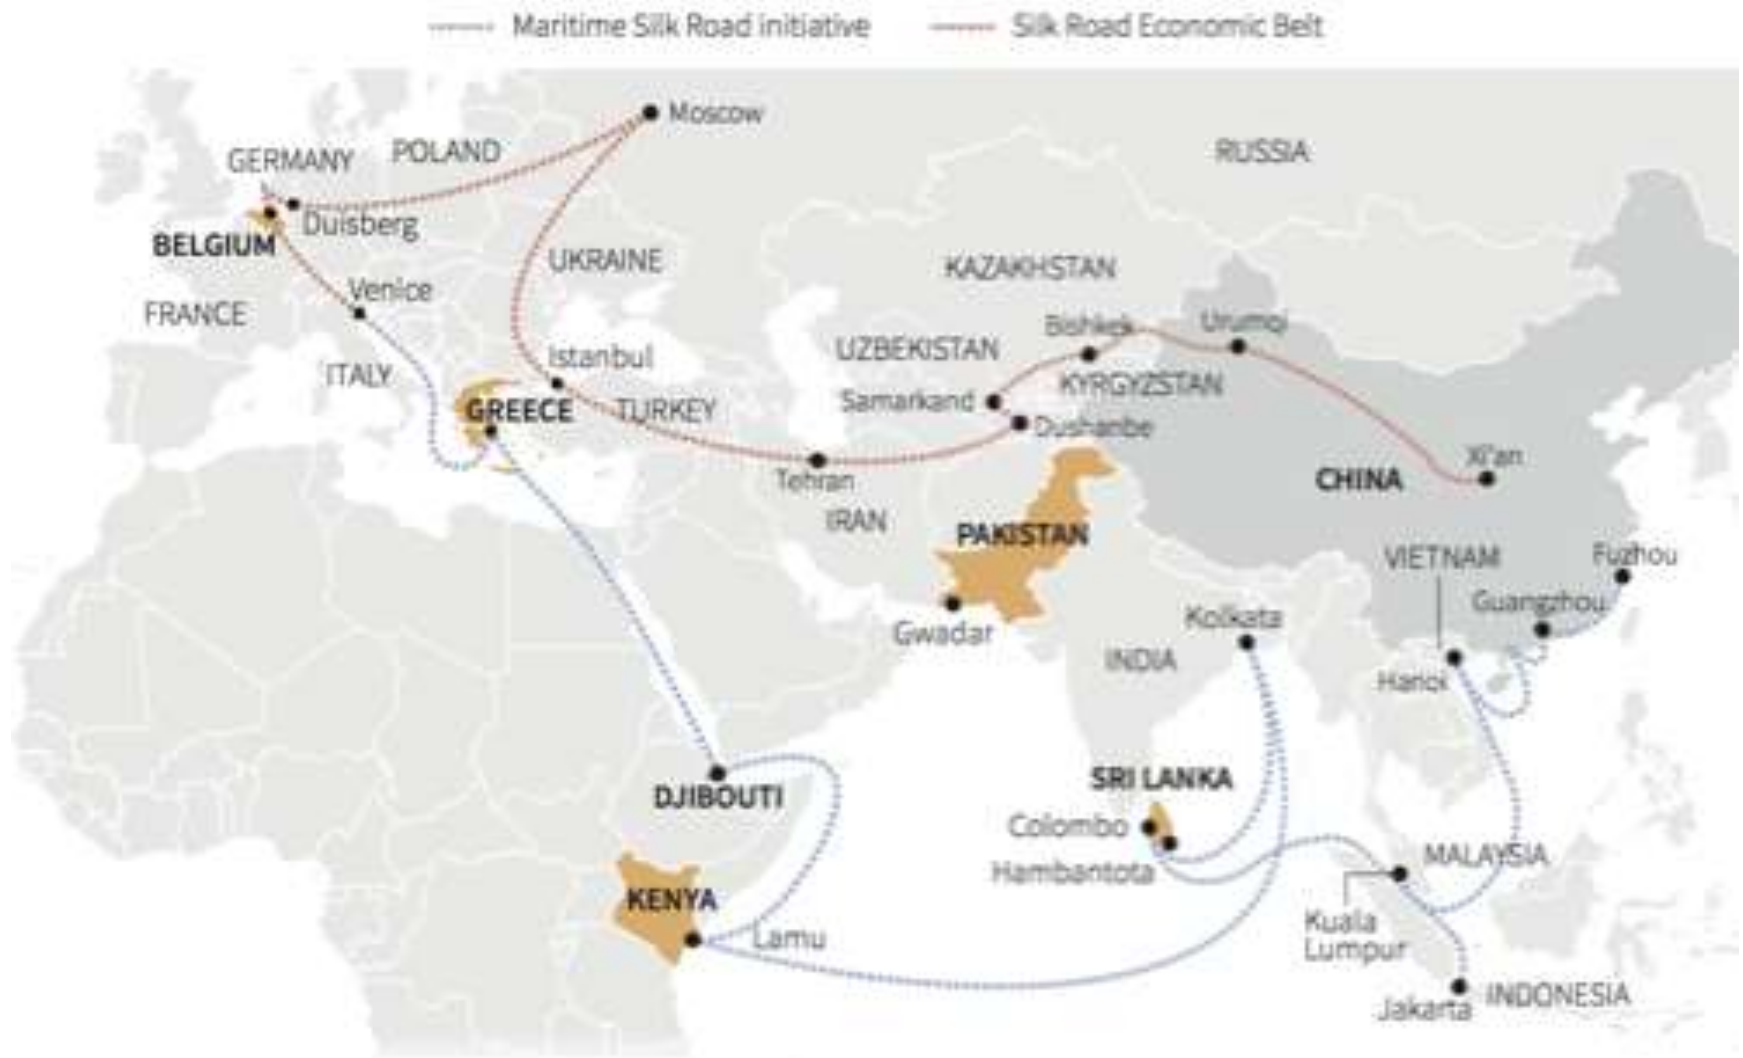 Maritime Silk Road initiative
Silk Road Economic Belt
Moscow
GERMANY
POLAND
RUSSIA
Duisberg
BELGIUM
UKRAINE
KAZAKHSTAN
Venice
FRANCE
Bishkek
Urumqi
UZBEKISTAN
Istanbul
ITALY
KYRGYZSTAN
Samarkand
GREECE
TURKEY
Dushanbe
Xi'an
Tehran
CHINA
IRAN
PAKISTAN
VIETNAM
Fuzhou
Guangzhou
Kolkata
Gwadar
INDIA
Hanoi
SRI LANKA
DJIBOUTI
Colombo
MALAYSIA
Hambantota
KENYA
Kuala
Lumpur
Lamu
INDONESIA
Jakarta